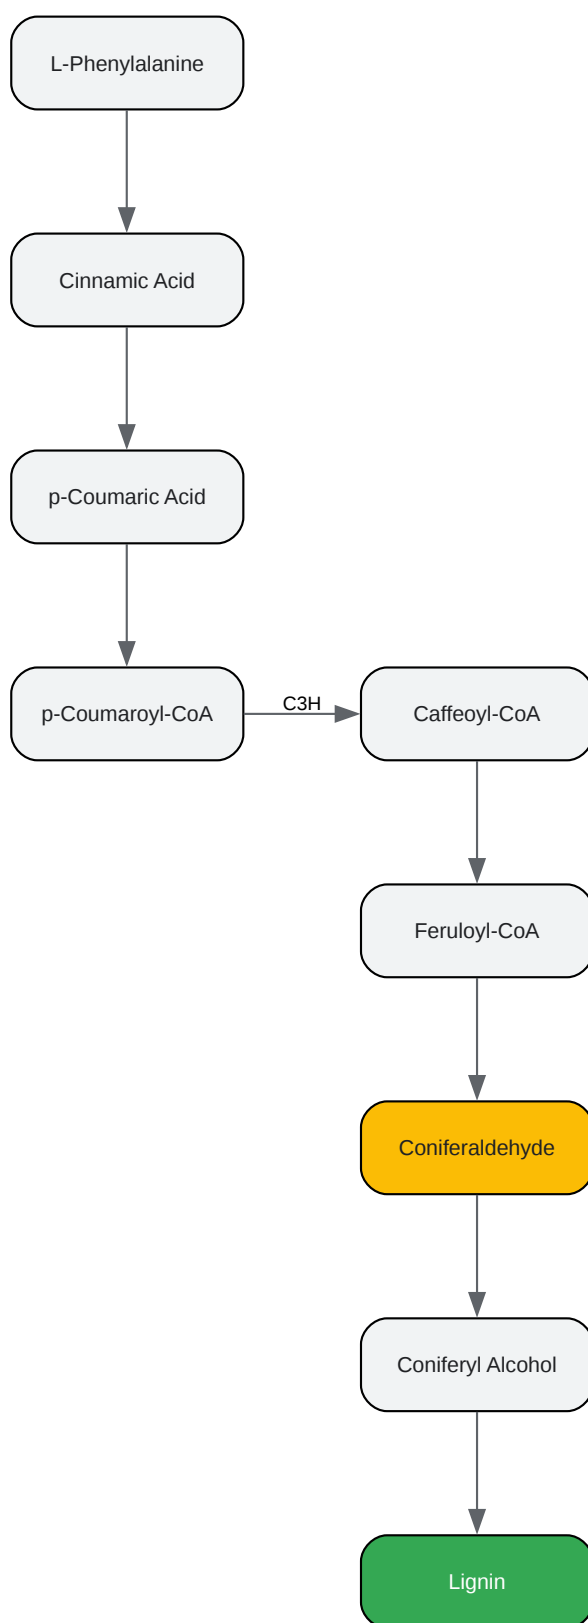 L-Phenylalanine
Cinnamic Acid
p-Coumaric Acid
p-Coumaroyl-CoA
C3H
Caffeoyl-CoA
Feruloyl-CoA
Coniferaldehyde
Coniferyl Alcohol
Lignin